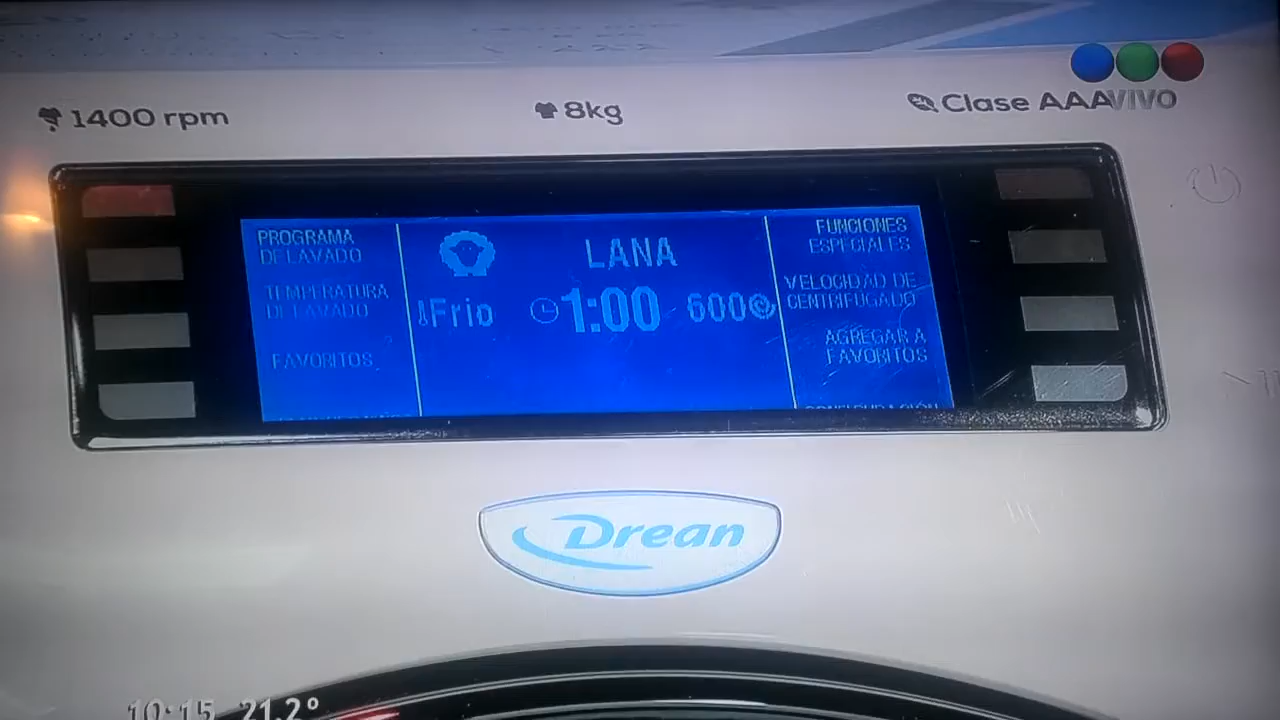 1400 rpm
8kg
Clase AAA
VIVO
PROGRAMA
DE LAVADO
TEMPERATURA
DE LAVADO
FAVORITOS
LANA
Frio
1:00
600
FUNCIONES
ESPECIALES
VELOCIDAD DE
CENTRIFUGADO
AGREGAR A
FAVORITOS
Drean
10:15 21.2°